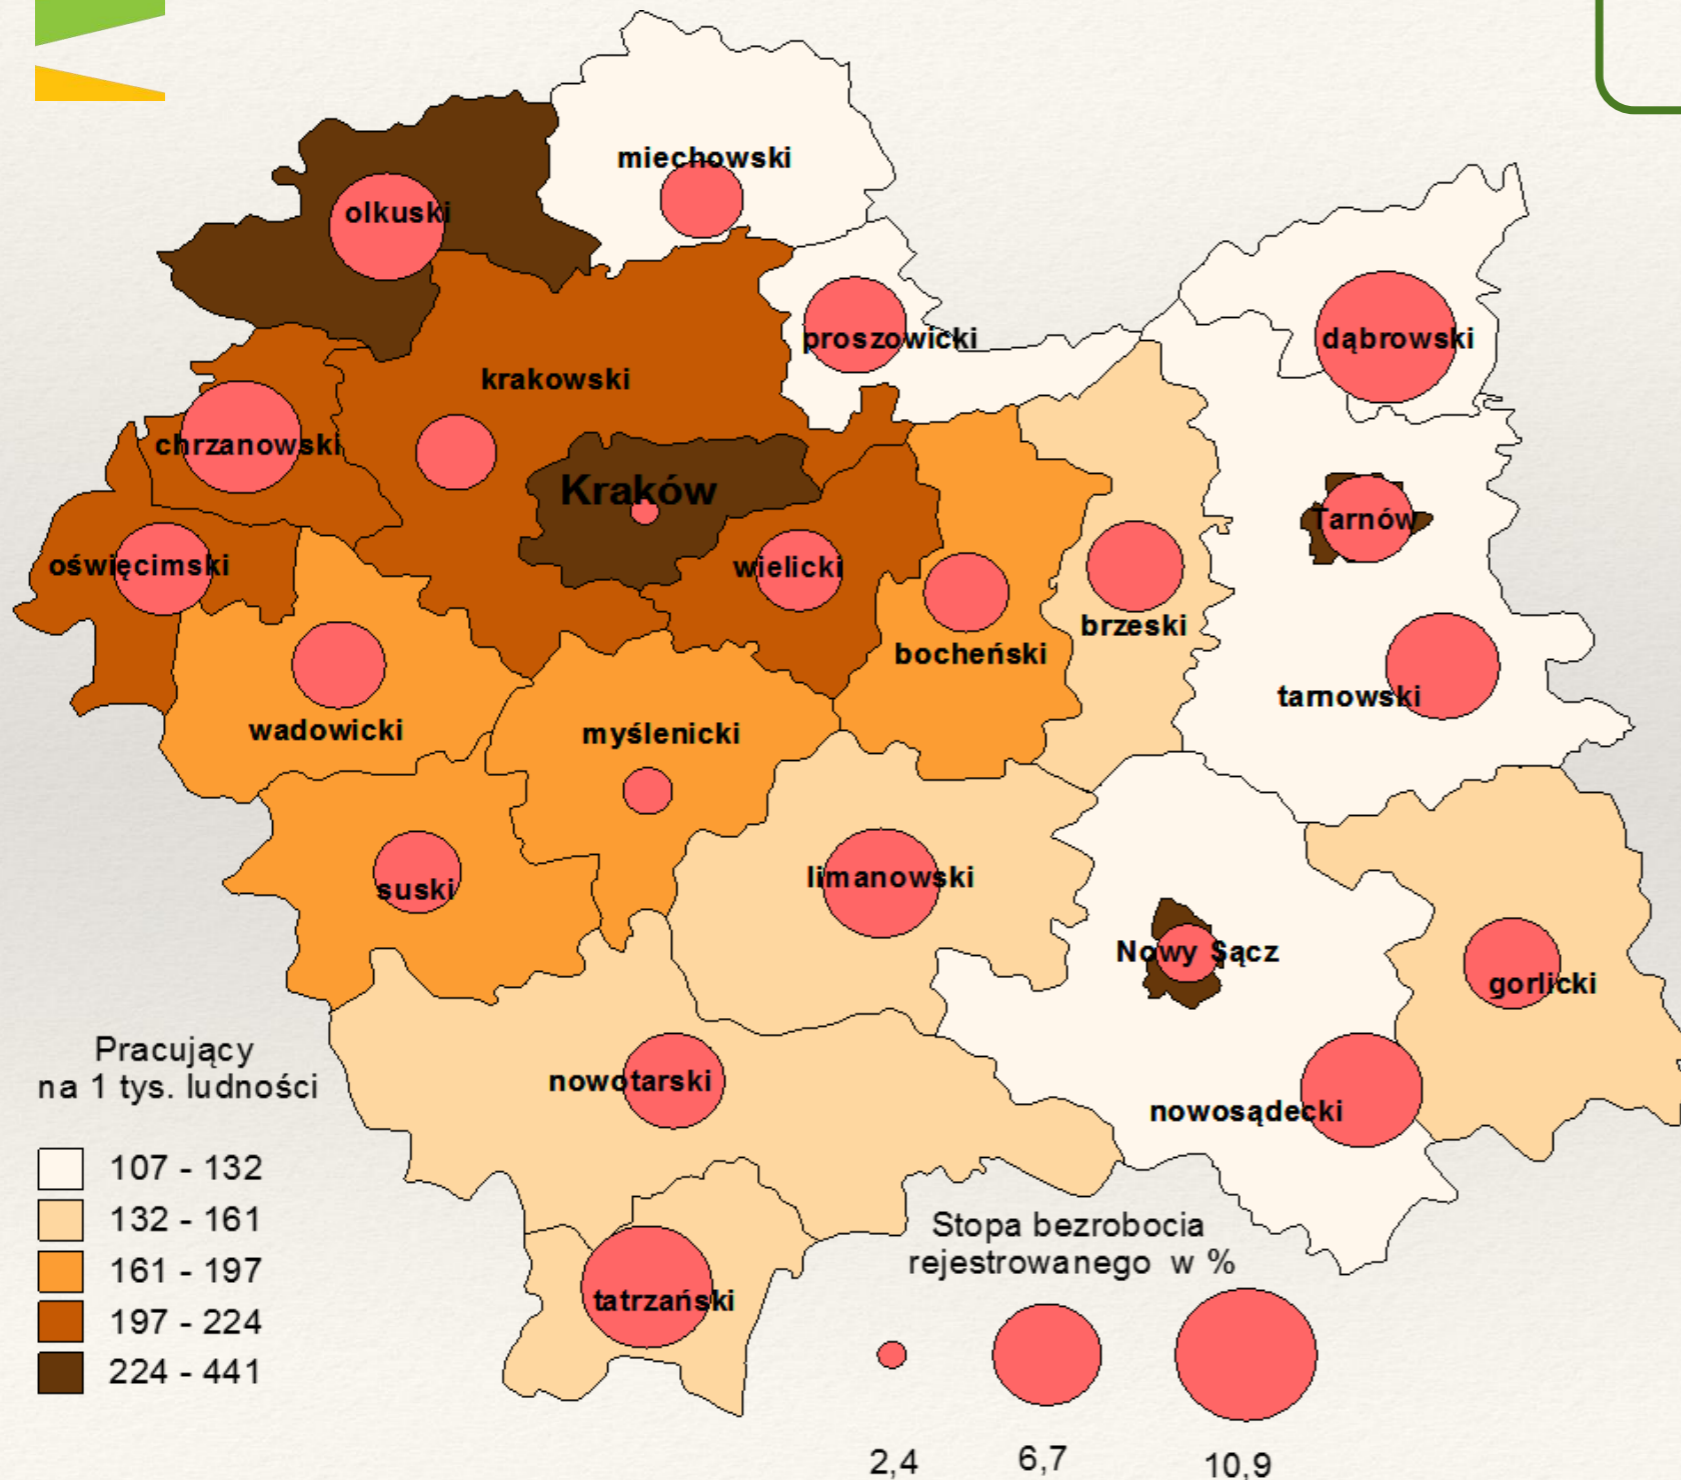 miechowski
olkuski
proszowicki
dąbrowski
krakowski
chrzanowski
Kraków
Tarnów
oświęcimski
wielicki
brzeski
bocheński
tarnowski
wadowicki
myślenicki
limanowski
suski
Nowy Sącz
gorlicki
nowotarski
nowosądecki
tatrzański
Pracujący
na 1 tys. ludności
107 - 132
132 - 161
161 - 197
197 - 224
224 - 441
Stopa bezrobocia
rejestrowanego w %
2,4 6,7 10,9